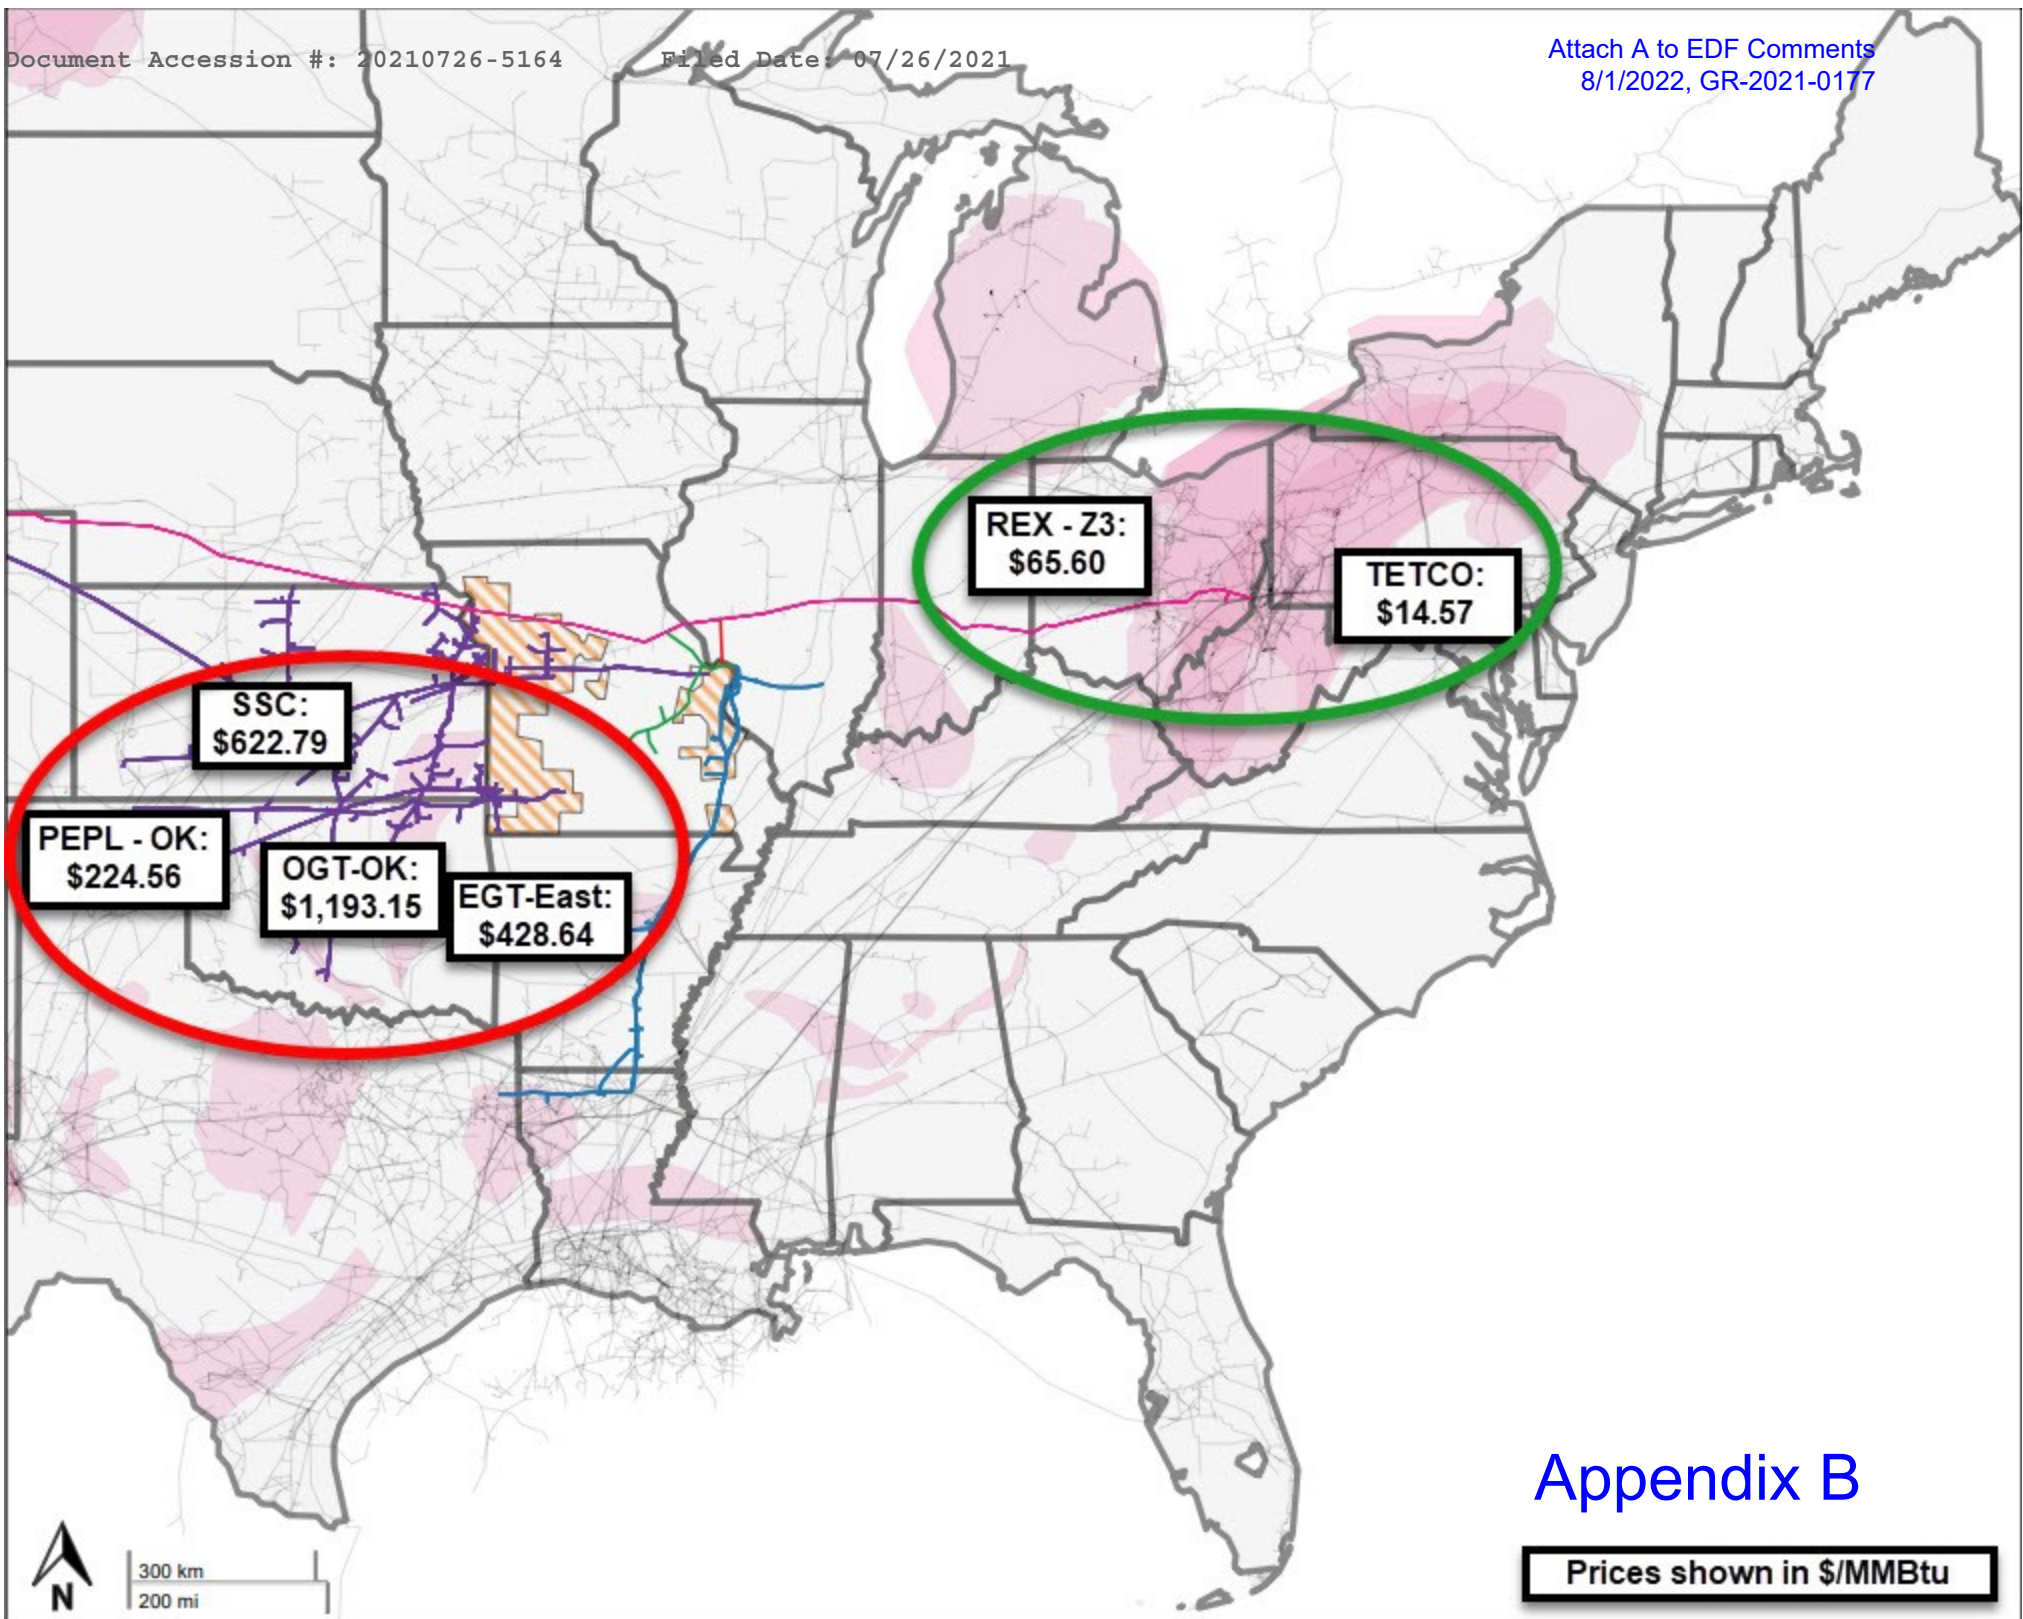 Document Accession #: 20210726-5164 Filed Date: 07/26/2021
Attach A to EDF Comments
8/1/2022, GR-2021-0177
REX - Z3:
$65.60
TETCO:
$14.57
SSC:
$622.79
PEPL - OK:
$224.56
OGT-OK:
$1,193.15
EGT-East:
$428.64
Appendix B
Prices shown in $/MMBtu
N
300 km
200 mi